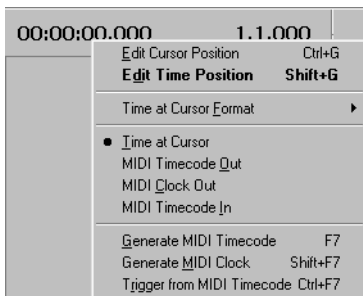 00:00:00.000 1.1.000
Edit Cursor Position Ctrl+G
Edit Time Position Shift+G
Time at Cursor Format
Time at Cursor
MIDI Timecode Out
MIDI Clock Out
MIDI Timecode In
Generate MIDI Timecode F7
Generate MIDI Clock Shift+F7
Trigger from MIDI Timecode Ctrl+F7